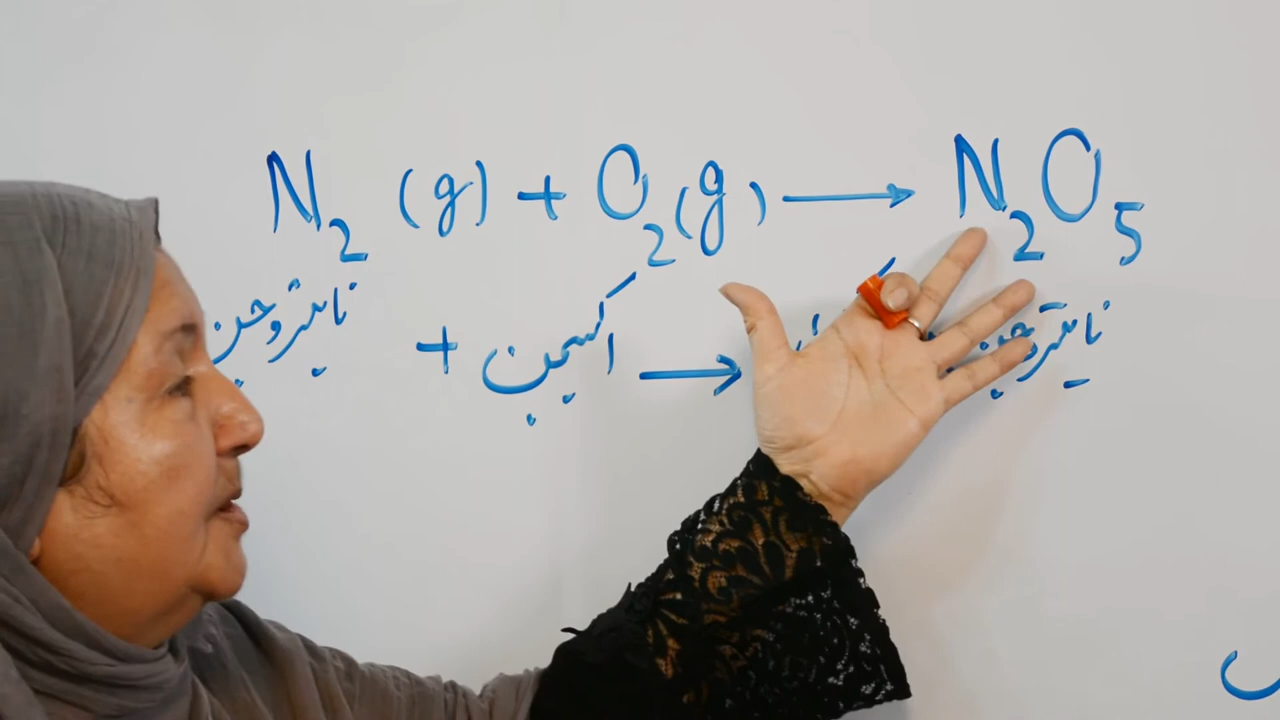 N₂ (g) + O₂ (g) → N₂O₅
نایتروجن + اکسیجن → نایتروجن